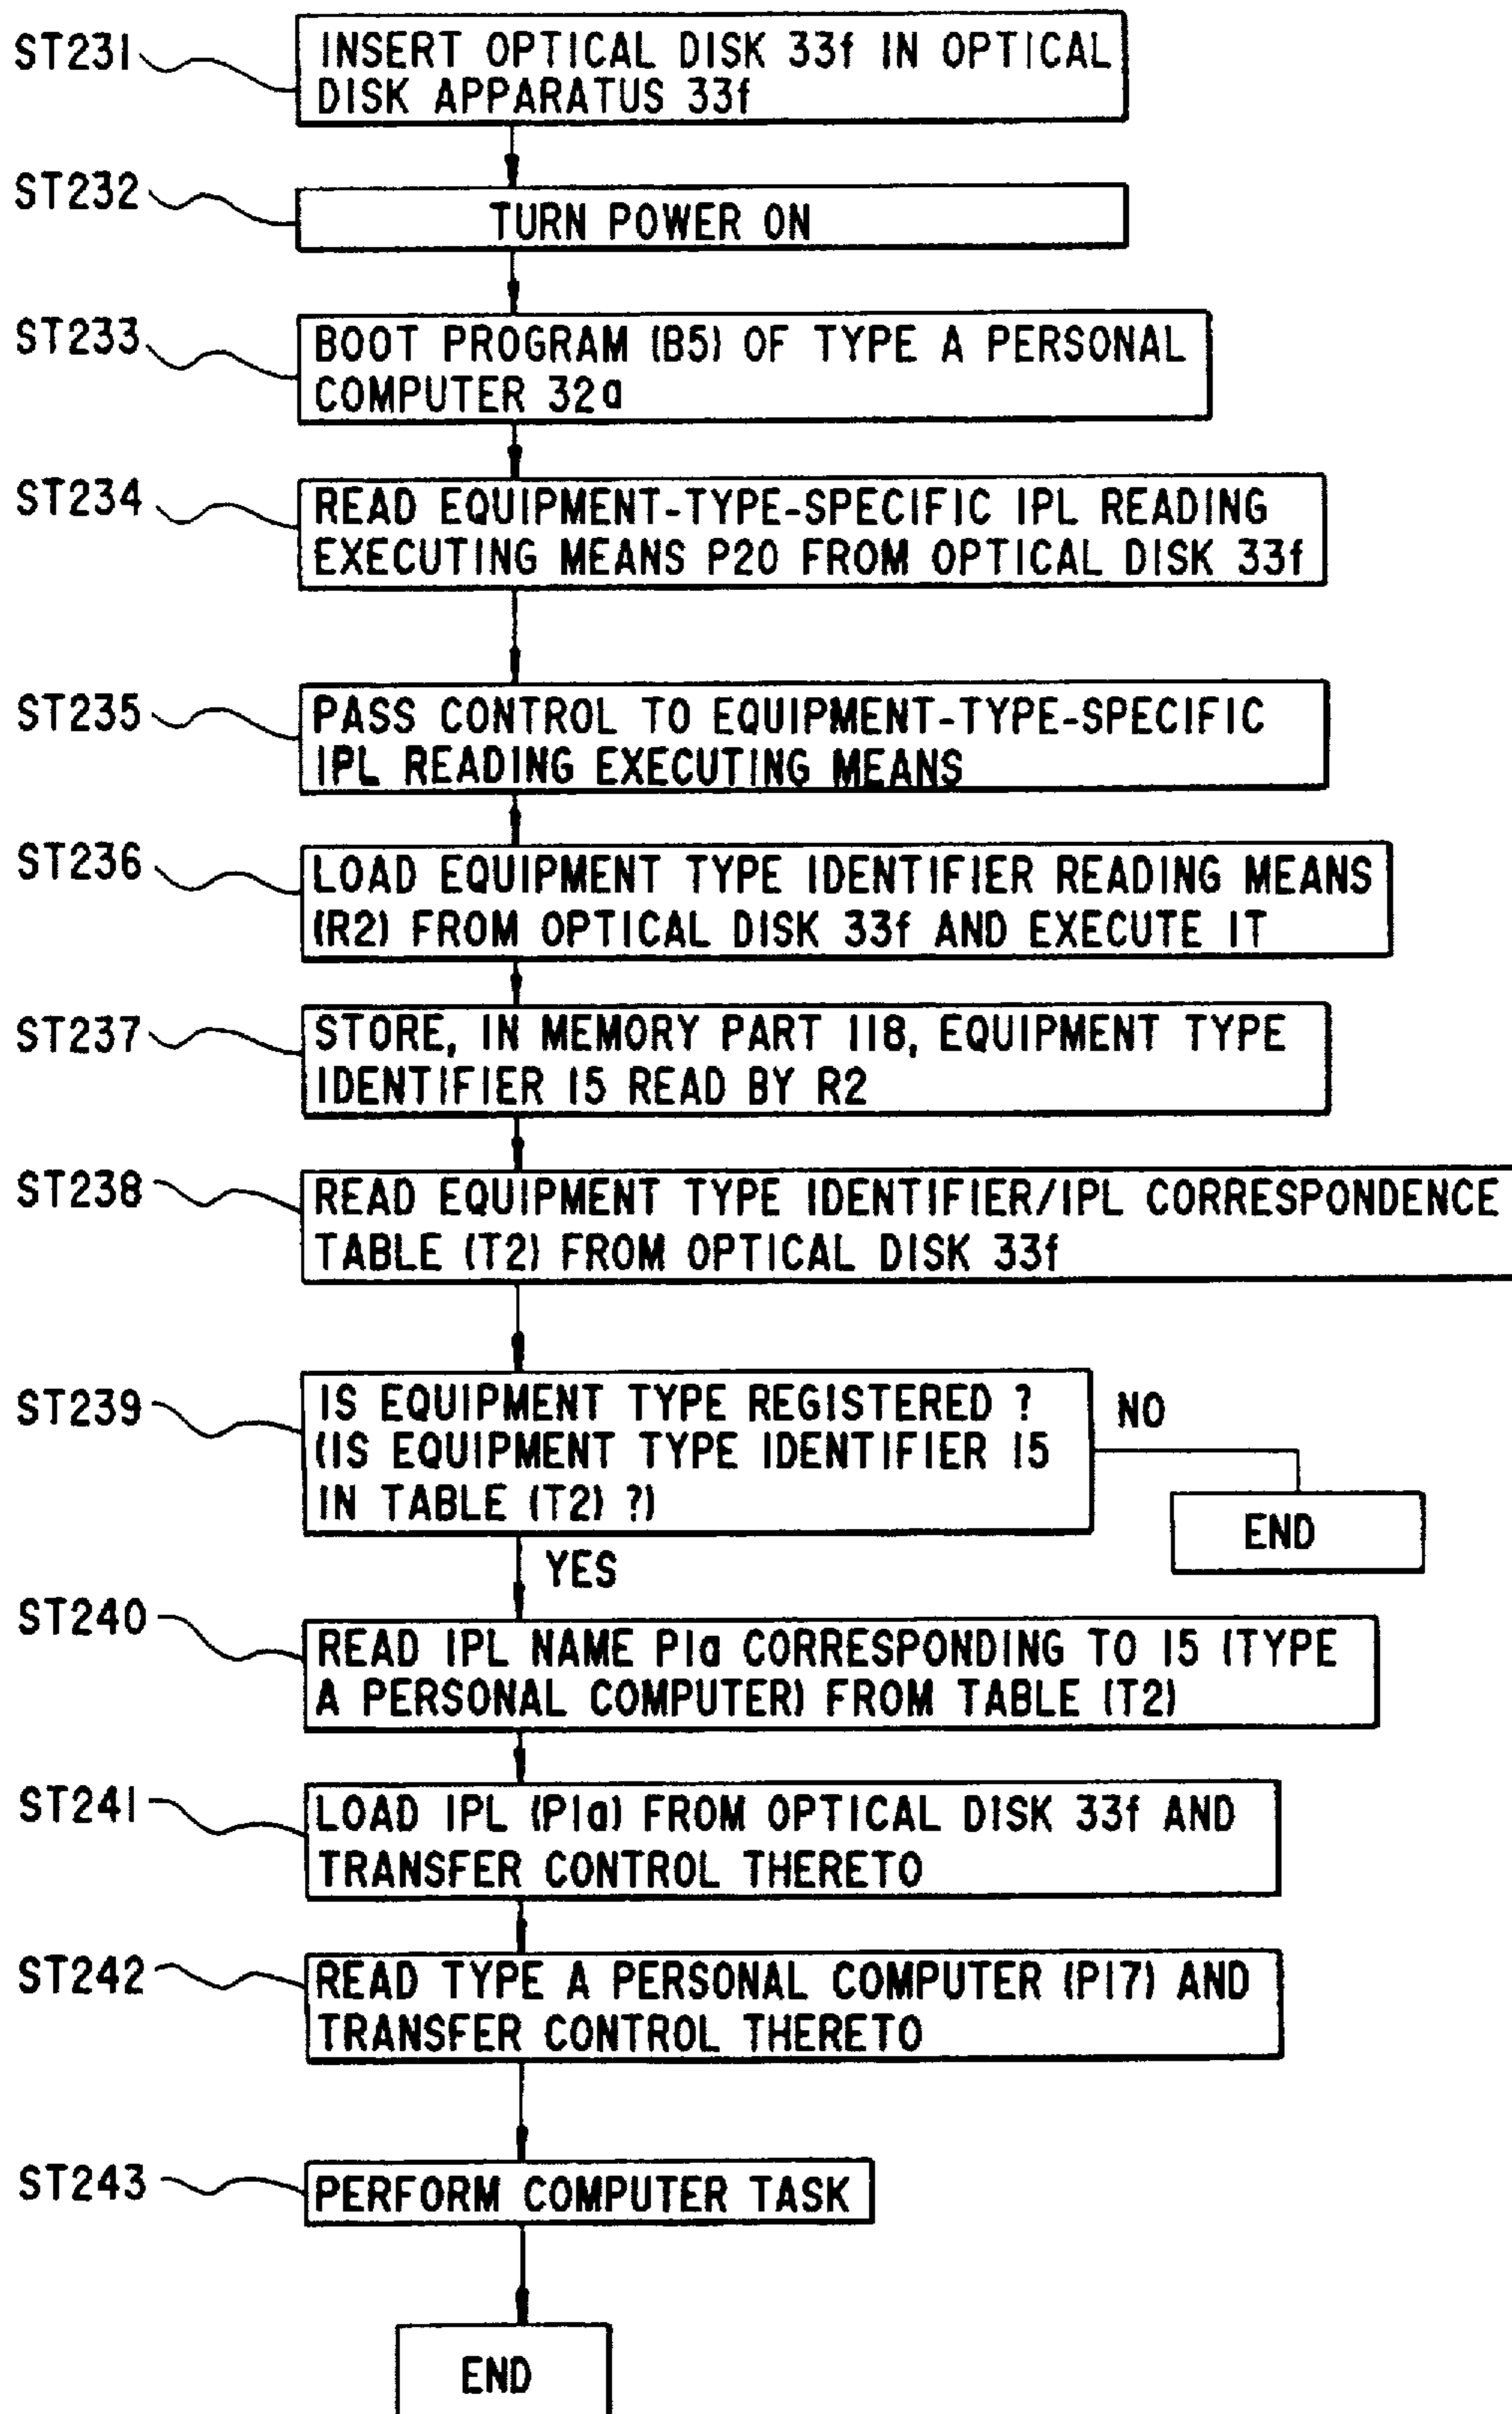 ST231
INSERT OPTICAL DISK 33f IN OPTICAL
DISK APPARATUS 33f
ST232
TURN POWER ON
ST233
BOOT PROGRAM (B5) OF TYPE A PERSONAL
COMPUTER 32a
ST234
READ EQUIPMENT-TYPE-SPECIFIC IPL READING
EXECUTING MEANS P20 FROM OPTICAL DISK 33f
ST235
PASS CONTROL TO EQUIPMENT-TYPE-SPECIFIC
IPL READING EXECUTING MEANS
ST236
LOAD EQUIPMENT TYPE IDENTIFIER READING MEANS
(R2) FROM OPTICAL DISK 33f AND EXECUTE IT
ST237
STORE, IN MEMORY PART 118, EQUIPMENT TYPE
IDENTIFIER I5 READ BY R2
ST238
READ EQUIPMENT TYPE IDENTIFIER/IPL CORRESPONDENCE
TABLE (T2) FROM OPTICAL DISK 33f
ST239
IS EQUIPMENT TYPE REGISTERED ?
(IS EQUIPMENT TYPE IDENTIFIER I5
IN TABLE (T2) ?)
NO
END
YES
ST240
READ IPL NAME P1a CORRESPONDING TO I5 (TYPE
A PERSONAL COMPUTER) FROM TABLE (T2)
ST241
LOAD IPL (P1a) FROM OPTICAL DISK 33f AND
TRANSFER CONTROL THERETO
ST242
READ TYPE A PERSONAL COMPUTER (P17) AND
TRANSFER CONTROL THERETO
ST243
PERFORM COMPUTER TASK
END